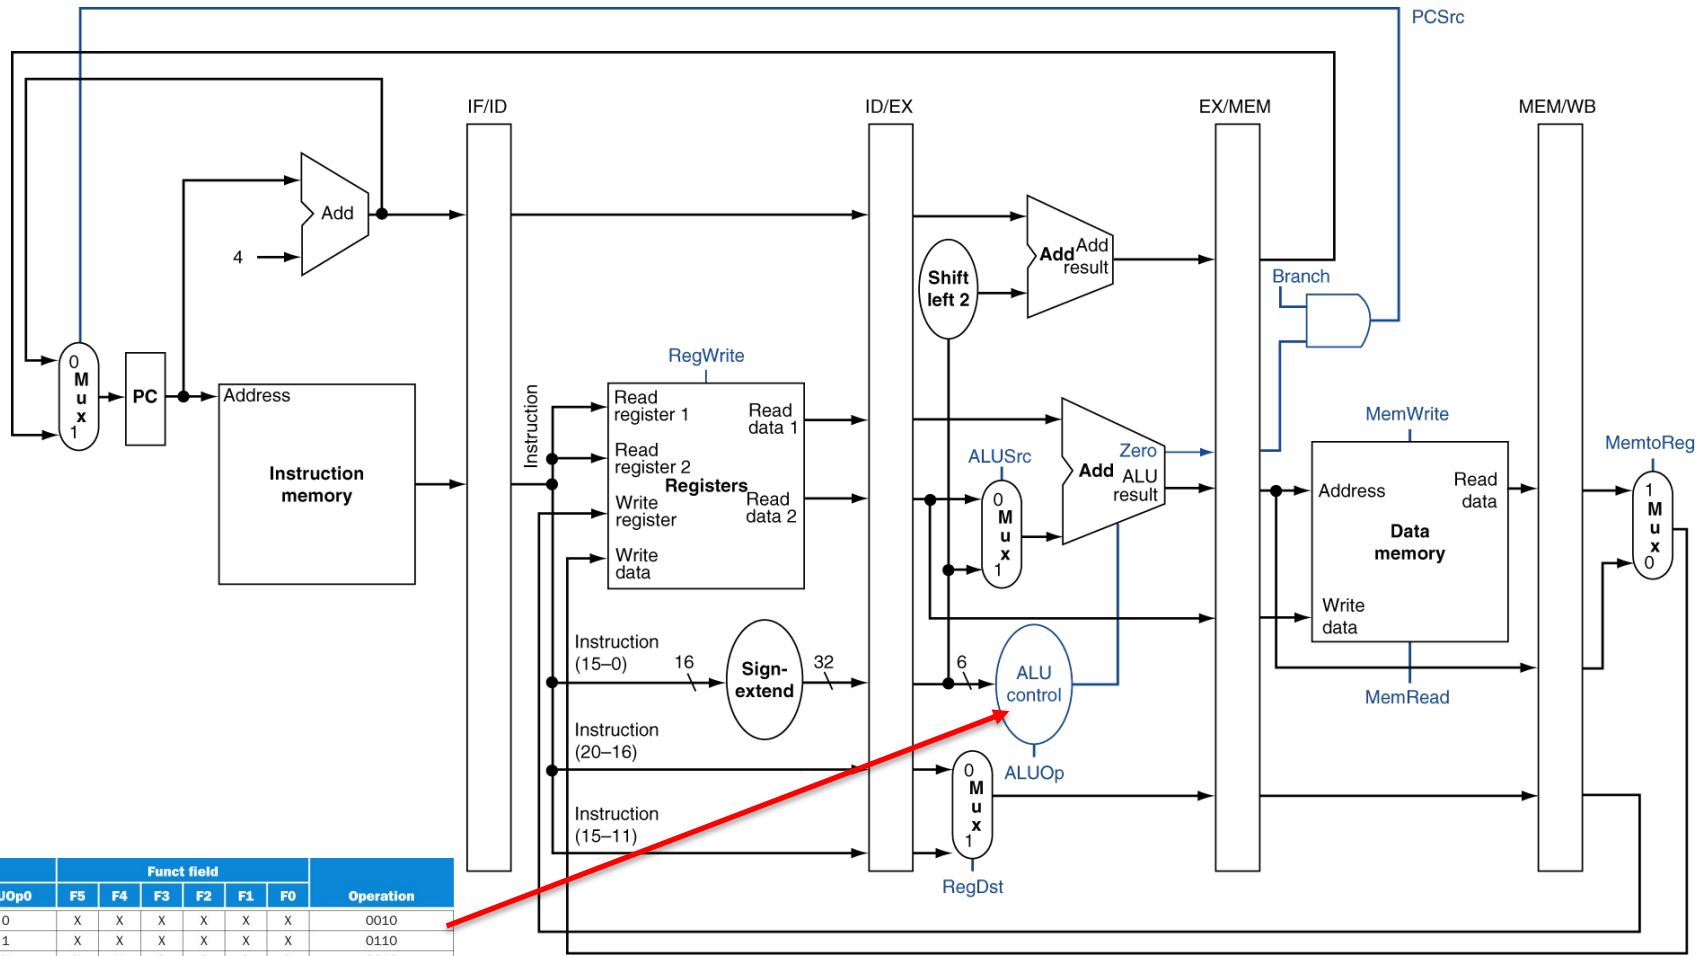 PCSrc
IF/ID
ID/EX
EX/MEM
MEM/WB
Add
4
Shift
left 2
Add
Add
result
Branch
0
M
u
x
1
PC
Address
Instruction
memory
Instruction
RegWrite
Read
register 1
Read
register 2
Write
register
Write
data
Registers
Read
data 1
Read
data 2
ALUSrc
0
M
u
x
1
Add
Zero
ALU
result
MemWrite
Address
Read
data
Data
memory
Write
data
MemRead
MemtoReg
1
M
u
x
0
Instruction
(15–0)
16
Sign-
extend
32
6
ALU
control
ALUOp
Instruction
(20–16)
Instruction
(15–11)
0
M
u
x
1
RegDst
Funct field
F5 F4 F3 F2 F1 F0 Operation
0 X X X X X X 0010
1 X X X X X X 0110